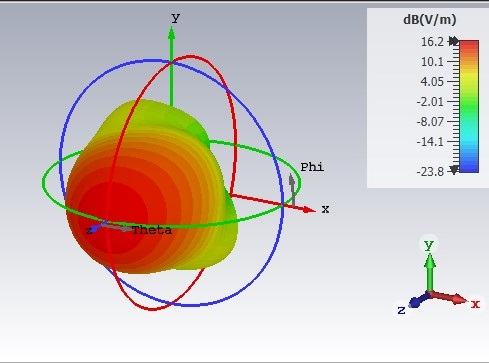 dB(V/m)
16.2
10.1
4.05
-2.01
-8.07
-14.1
-23.8
y
Phi
x
z
Theta
y
z
x